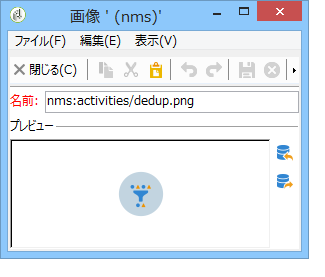 画像 ' (nms)'
ファイル(F) 編集(E) 表示(V)
閉じる(C)
名前: nms:activities/dedup.png
プレビュー